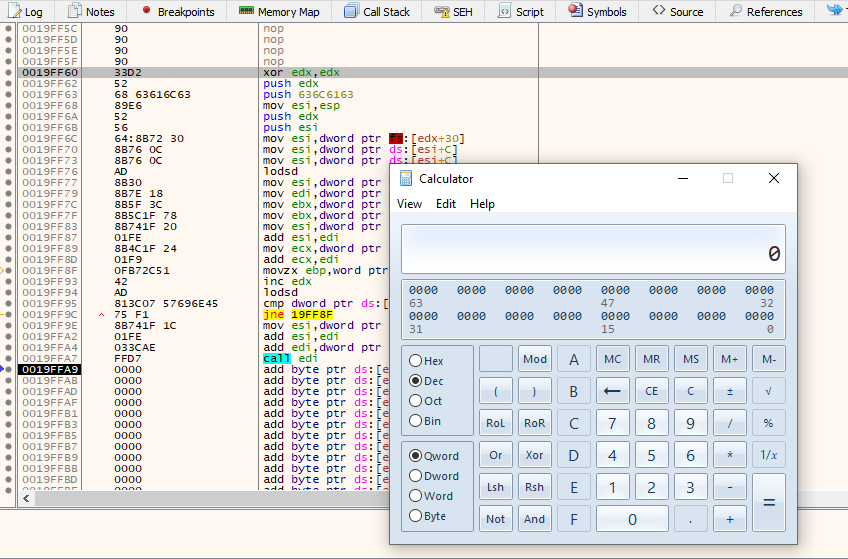 Log Notes Breakpoints Memory Map Call Stack SEH Script Symbols Source References
0019FF5C 90 nop
0019FF5D 90 nop
0019FF5E 90 nop
0019FF5F 90 nop
0019FF60 33D2 xor edx,edx
0019FF62 52 push edx
0019FF63 68 63616C63 push 636C6163
0019FF68 89E6 mov esi,esp
0019FF6A 52 push edx
0019FF6B 56 push esi
0019FF6C 64:8B72 30 mov esi,dword ptr fs:[edx+30]
0019FF70 8B76 0C mov esi,dword ptr ds:[esi+C]
0019FF73 8B76 0C mov esi,dword ptr ds:[esi+C]
0019FF76 AD lodsd
0019FF77 8B30 mov esi,dword ptr
0019FF79 8B7E 18 mov edi,dword ptr
0019FF7C 8B5F 3C mov ebx,dword ptr
0019FF7F 8B5C1F 78 mov ebx,dword ptr
0019FF83 8B741F 20 mov esi,dword ptr
0019FF87 01FE add esi,edi
0019FF89 8B4C1F 24 mov ecx,dword ptr
0019FF8D 01F9 add ecx,edi
0019FF8F 0FB72C51 movzx ebp,word ptr
0019FF93 42 inc edx
0019FF94 AD lodsd
0019FF95 813C07 57696E45 cmp dword ptr ds:[
0019FF9C 75 F1 jne 19FF8F
0019FF9E 8B741F 1C mov esi,dword ptr
0019FFA2 01FE add esi,edi
0019FFA4 033CAE add edi,dword ptr
0019FFA7 FFD7 call edi
0019FFA9 0000 add byte ptr ds:[e
0019FFAB 0000 add byte ptr ds:[e
0019FFAD 0000 add byte ptr ds:[e
0019FFAF 0000 add byte ptr ds:[e
0019FFB1 0000 add byte ptr ds:[e
0019FFB3 0000 add byte ptr ds:[e
0019FFB5 0000 add byte ptr ds:[e
0019FFB7 0000 add byte ptr ds:[e
0019FFB9 0000 add byte ptr ds:[e
0019FFBB 0000 add byte ptr ds:[e
0019FFBD 0000 add byte ptr ds:[e
Calculator
View Edit Help
0
0000 0000 0000 0000 0000 0000 0000 0000
63 47 32
0000 0000 0000 0000 0000 0000 0000 0000
31 15 0
Hex
Dec
Oct
Bin
Qword
Dword
Word
Byte
Mod A MC MR MS M+ M-
( ) B ← CE C ± √
RoL RoR C 7 8 9 / %
Or Xor D 4 5 6 * 1/x
Lsh Rsh E 1 2 3 - =
Not And F 0 . +